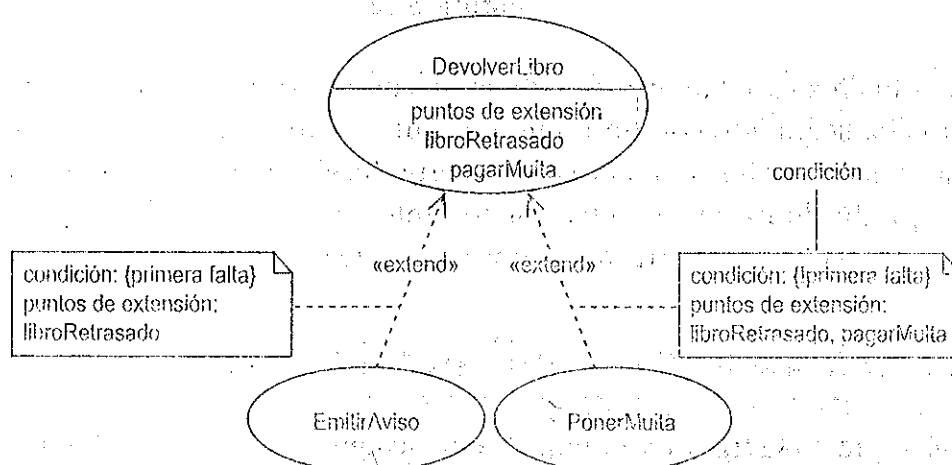 DevolverLibro
puntos de extensión
libroRetrasado
pagarMulta
condición
«extend»
«extend»
condición: {primera falta}
puntos de extensión:
libroRetrasado
condición: {!primera falta}
puntos de extensión:
libroRetrasado, pagarMulta
EmitirAviso
PonerMulta